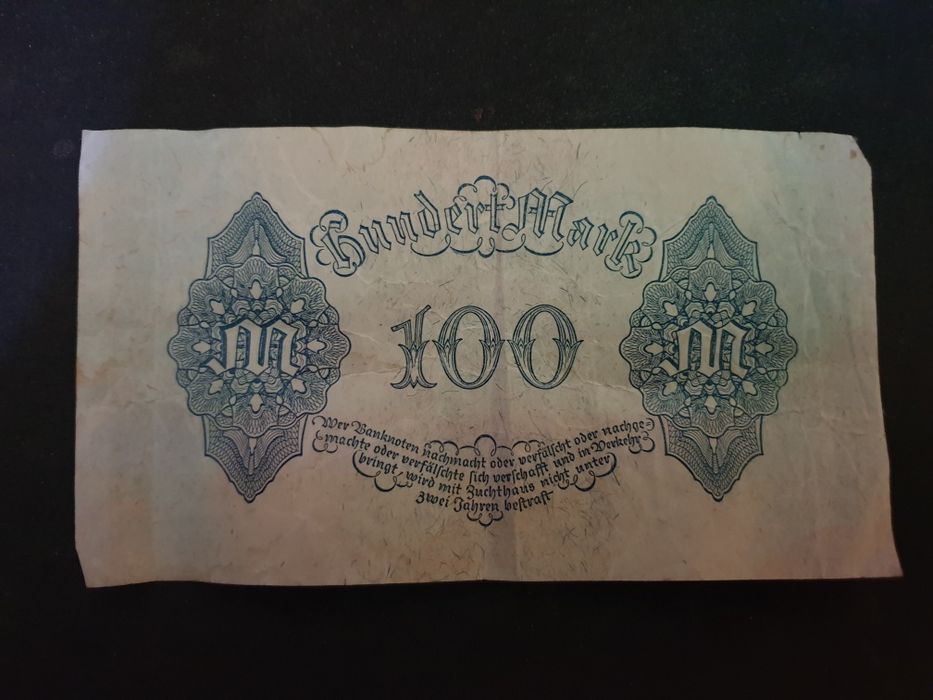 Hundert Mark
M
100
M
Wer Banknoten nachmacht oder verfälscht oder nachge=
machte oder verfälschte sich verschafft und in Verkehr
bringt, wird mit Zuchthaus nicht unter
zwei Jahren bestraft